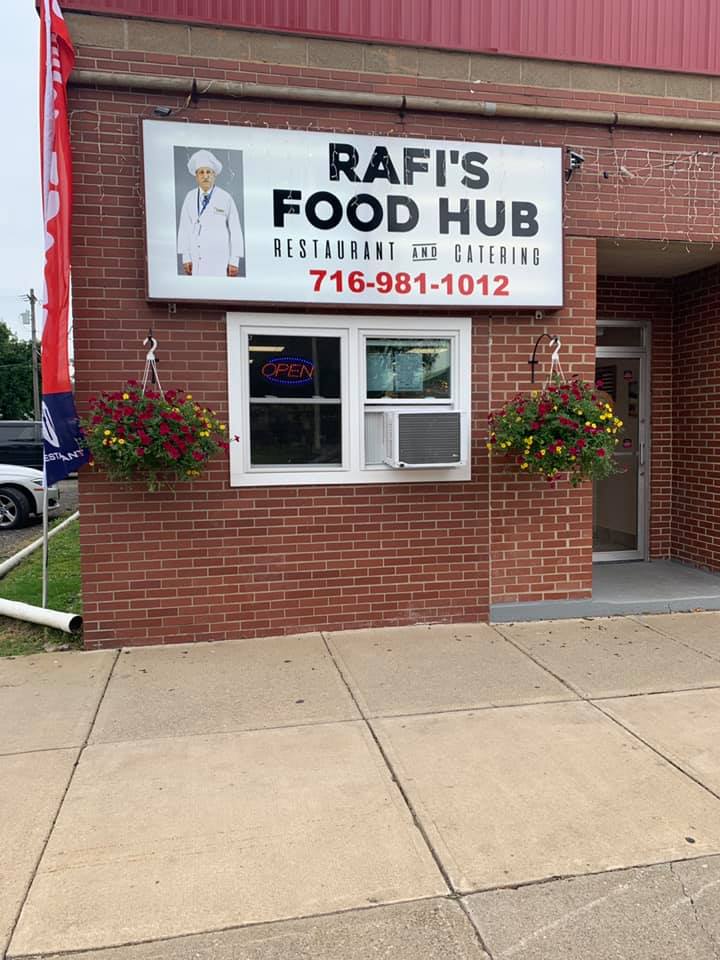 RAFI'S
FOOD HUB
RESTAURANT AND CATERING
716-981-1012
OPEN